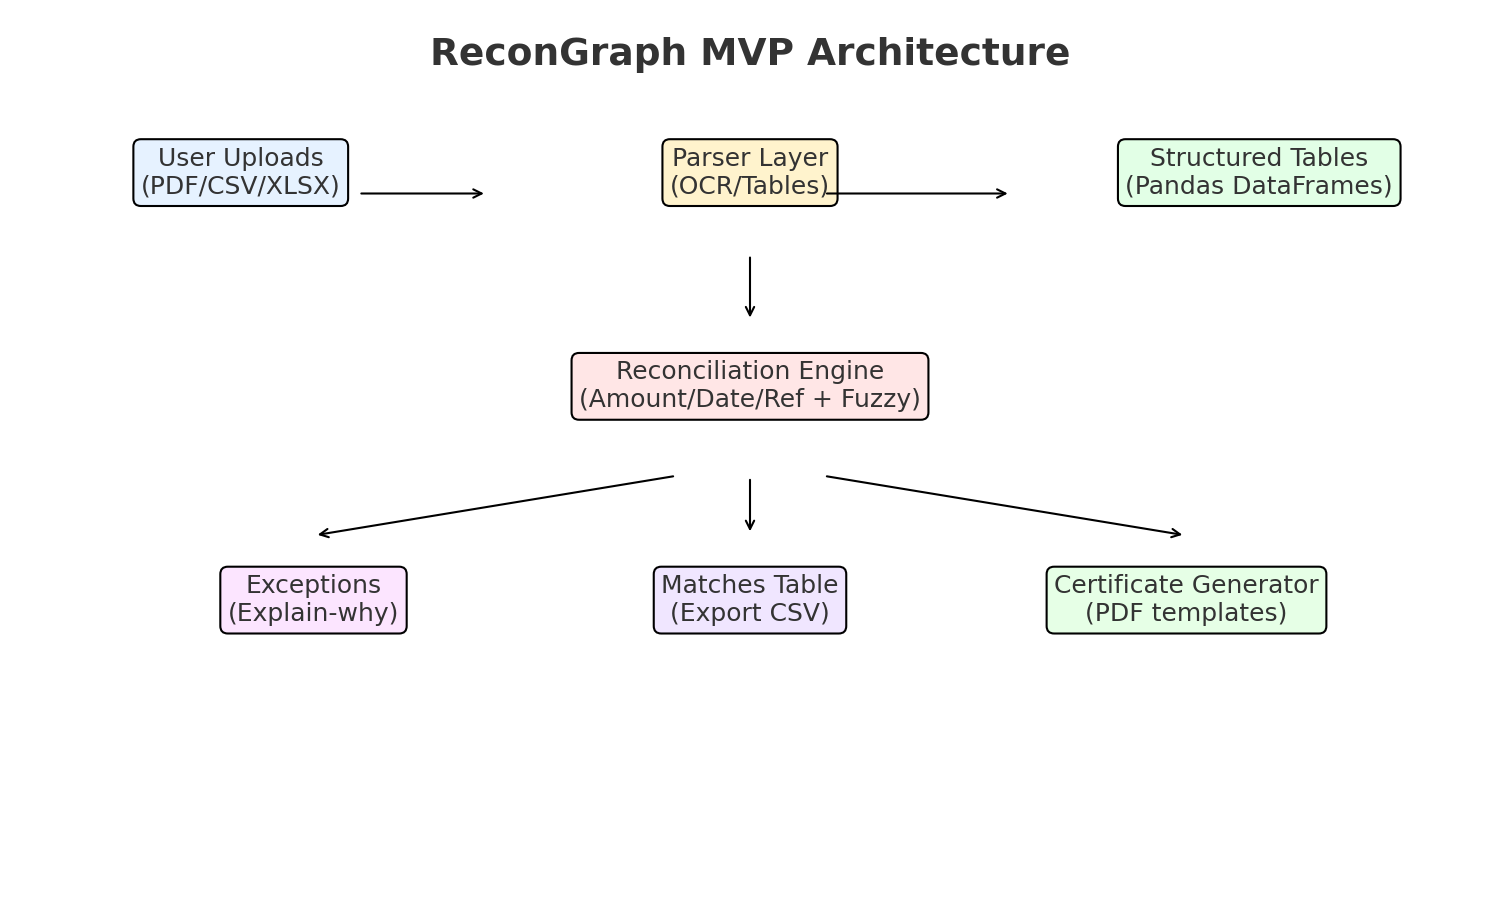 ReconGraph MVP Architecture
User Uploads
(PDF/CSV/XLSX)
Parser Layer
(OCR/Tables)
Structured Tables
(Pandas DataFrames)
Reconciliation Engine
(Amount/Date/Ref + Fuzzy)
Exceptions
(Explain-why)
Matches Table
(Export CSV)
Certificate Generator
(PDF templates)